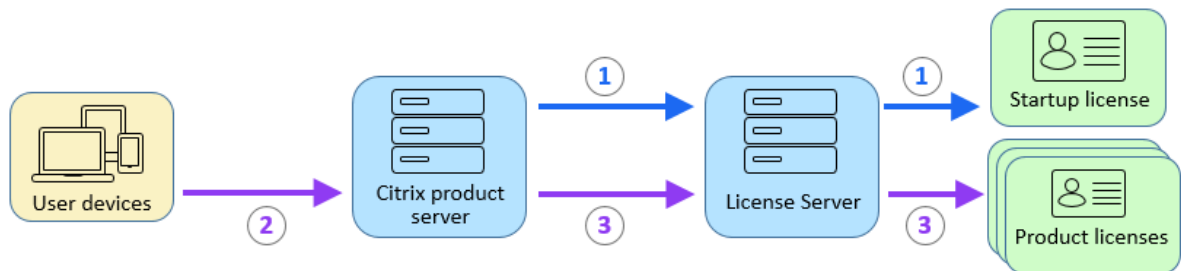 1
1
Startup license
User devices
2
Citrix product
server
3
License Server
3
Product licenses